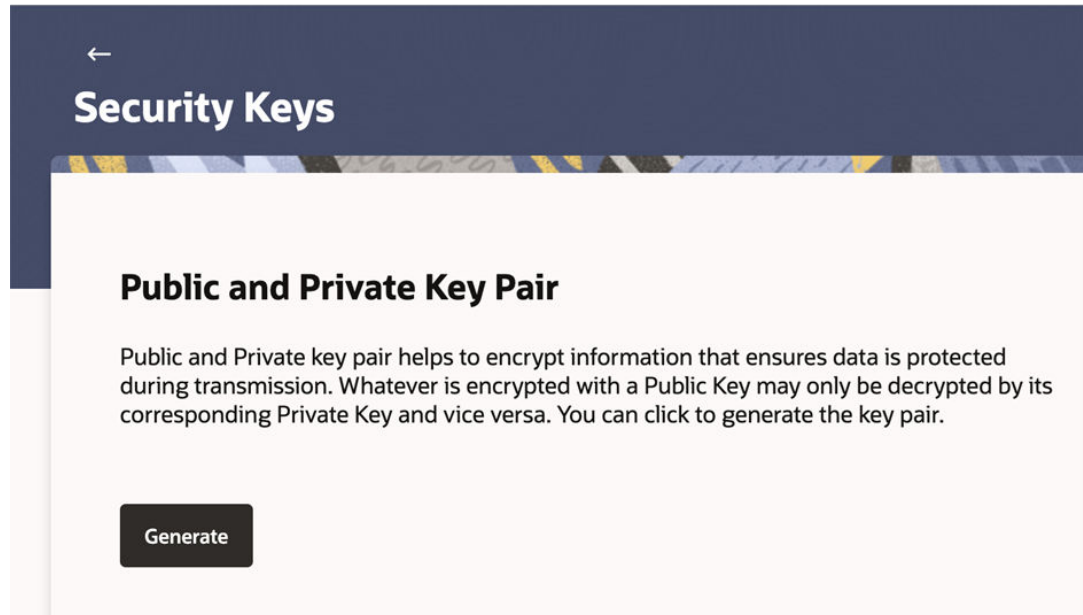 ←
Security Keys
Public and Private Key Pair
Public and Private key pair helps to encrypt information that ensures data is protected
during transmission. Whatever is encrypted with a Public Key may only be decrypted by its
corresponding Private Key and vice versa. You can click to generate the key pair.
Generate